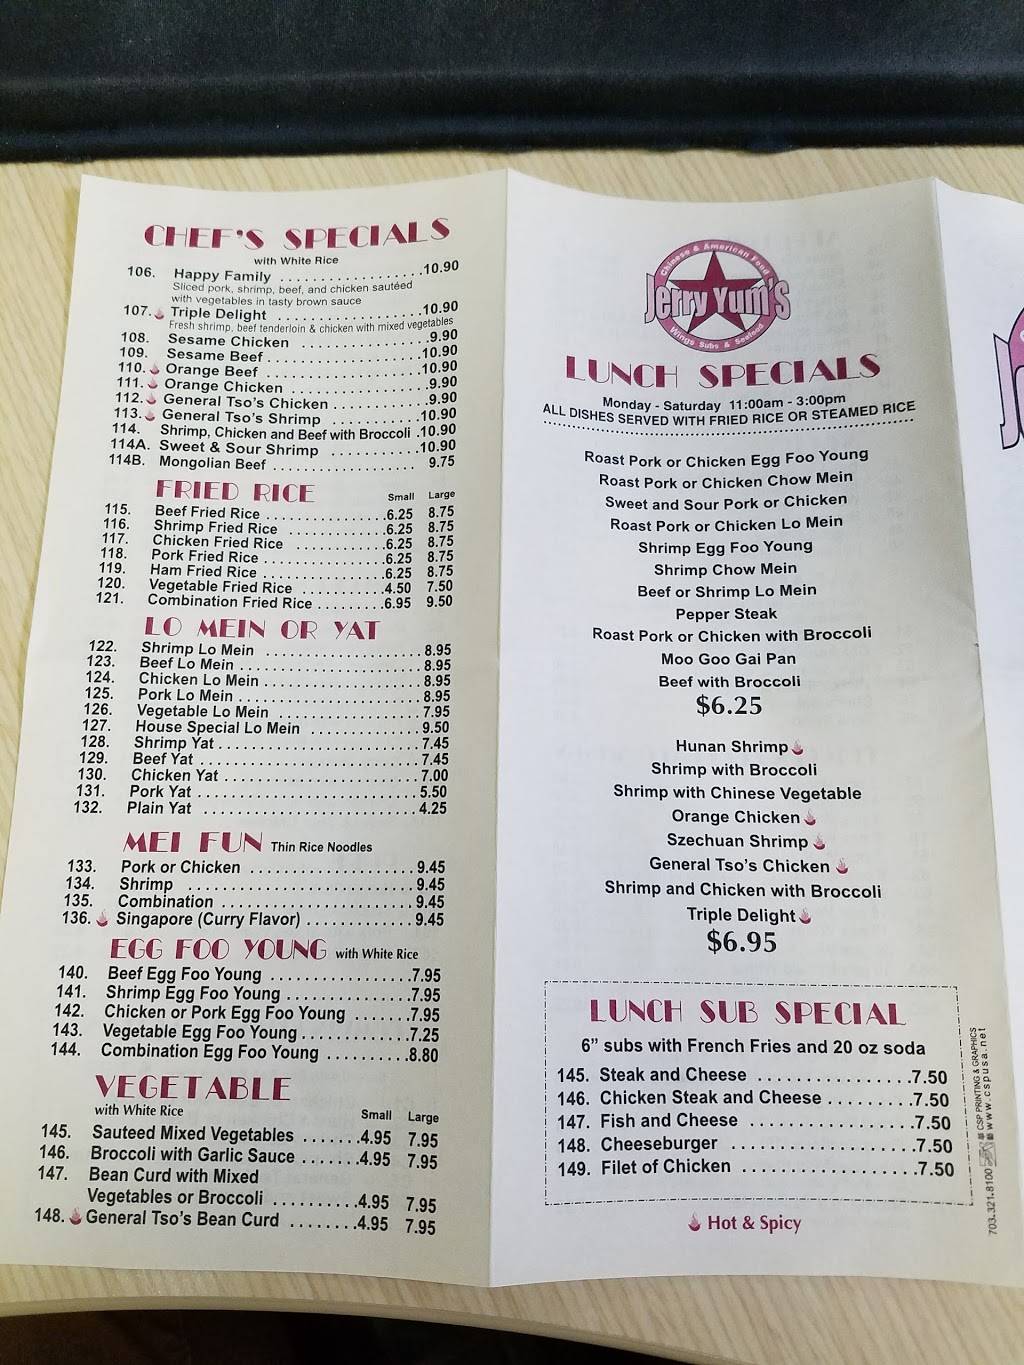 CHEF'S SPECIALS
with White Rice
106. Happy Family ....................10.90
Sliced pork, shrimp, beef, and chicken sautéed
with vegetables in tasty brown sauce
107. Triple Delight ....................10.90
Fresh shrimp, beef tenderloin & chicken with mixed vegetables
108. Sesame Chicken ....................9.90
109. Sesame Beef ....................10.90
110. Orange Beef ....................10.90
111. Orange Chicken ....................9.90
112. General Tso's Chicken ............9.90
113. General Tso's Shrimp ............10.90
114. Shrimp, Chicken and Beef with Broccoli .10.90
114A. Sweet & Sour Shrimp ..........10.90
114B. Mongolian Beef .................. 9.75
FRIED RICE Small Large
115. Beef Fried Rice ...............6.25 8.75
116. Shrimp Fried Rice ............6.25 8.75
117. Chicken Fried Rice ............6.25 8.75
118. Pork Fried Rice ...............6.25 8.75
119. Ham Fried Rice ...............6.25 8.75
120. Vegetable Fried Rice ..........4.50 7.50
121. Combination Fried Rice .........6.95 9.50
LO MEIN OR YAT
122. Shrimp Lo Mein .................. 8.95
123. Beef Lo Mein .................... 8.95
124. Chicken Lo Mein .................. 8.95
125. Pork Lo Mein .................... 8.95
126. Vegetable Lo Mein ................ 7.95
127. House Special Lo Mein ............ 9.50
128. Shrimp Yat ...................... 7.45
129. Beef Yat ........................ 7.45
130. Chicken Yat ...................... 7.00
131. Pork Yat ........................ 5.50
132. Plain Yat ........................ 4.25
MEI FUN Thin Rice Noodles
133. Pork or Chicken .................. 9.45
134. Shrimp .......................... 9.45
135. Combination ...................... 9.45
136. Singapore (Curry Flavor) ............ 9.45
EGG FOO YOUNG with White Rice
140. Beef Egg Foo Young ................7.95
141. Shrimp Egg Foo Young ..............7.95
142. Chicken or Pork Egg Foo Young .......7.95
143. Vegetable Egg Foo Young ............7.25
144. Combination Egg Foo Young ..........8.80
VEGETABLE
with White Rice Small Large
145. Sauteed Mixed Vegetables .......4.95 7.95
146. Broccoli with Garlic Sauce .......4.95 7.95
147. Bean Curd with Mixed
Vegetables or Broccoli ..........4.95 7.95
148. General Tso's Bean Curd ........4.95 7.95
Chinese & American Food
Jerry Yum's
Wings Subs & Seafood
LUNCH SPECIALS
Monday - Saturday 11:00am - 3:00pm
ALL DISHES SERVED WITH FRIED RICE OR STEAMED RICE
Roast Pork or Chicken Egg Foo Young
Roast Pork or Chicken Chow Mein
Sweet and Sour Pork or Chicken
Roast Pork or Chicken Lo Mein
Shrimp Egg Foo Young
Shrimp Chow Mein
Beef or Shrimp Lo Mein
Pepper Steak
Roast Pork or Chicken with Broccoli
Moo Goo Gai Pan
Beef with Broccoli
$6.25
Hunan Shrimp
Shrimp with Broccoli
Shrimp with Chinese Vegetable
Orange Chicken
Szechuan Shrimp
General Tso's Chicken
Shrimp and Chicken with Broccoli
Triple Delight
$6.95
LUNCH SUB SPECIAL
6" subs with French Fries and 20 oz soda
145. Steak and Cheese ................7.50
146. Chicken Steak and Cheese .........7.50
147. Fish and Cheese .................7.50
148. Cheeseburger ...................7.50
149. Filet of Chicken ..................7.50
Hot & Spicy
703.321.8100 CSP PRINTING & GRAPHICS
www.cspusa.net